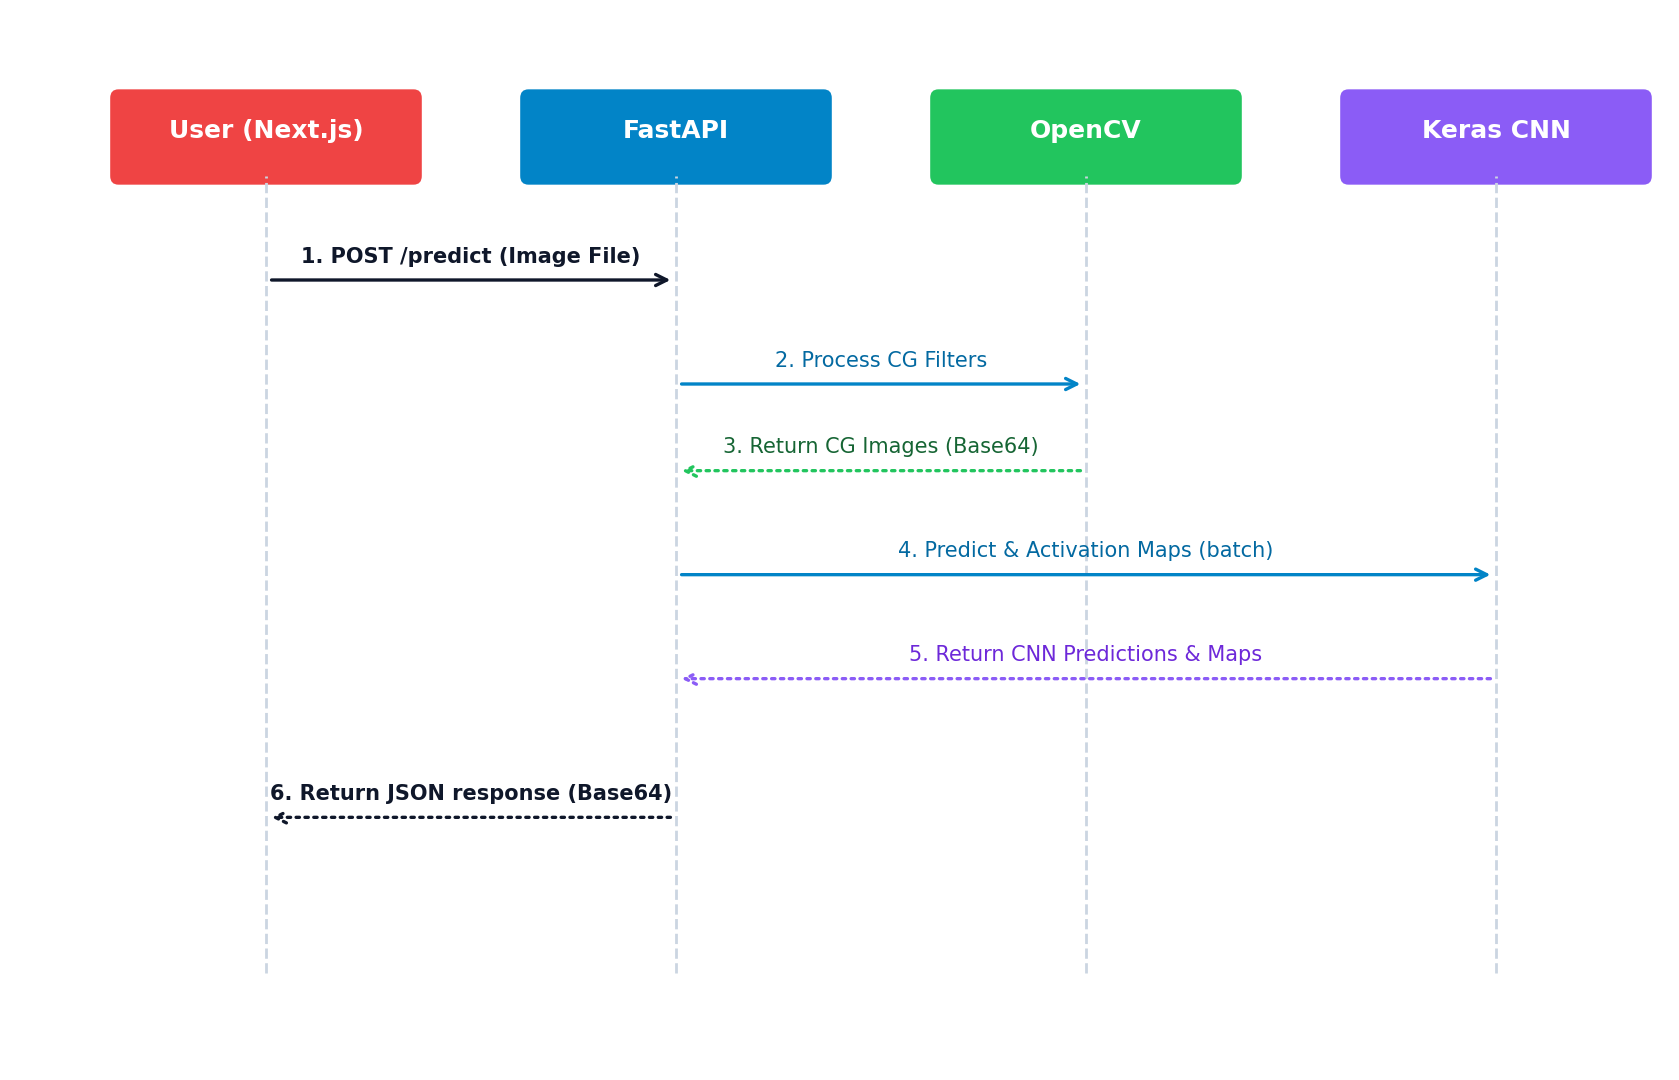 User (Next.js)
FastAPI
OpenCV
Keras CNN
1. POST /predict (Image File)
2. Process CG Filters
3. Return CG Images (Base64)
4. Predict & Activation Maps (batch)
5. Return CNN Predictions & Maps
6. Return JSON response (Base64)